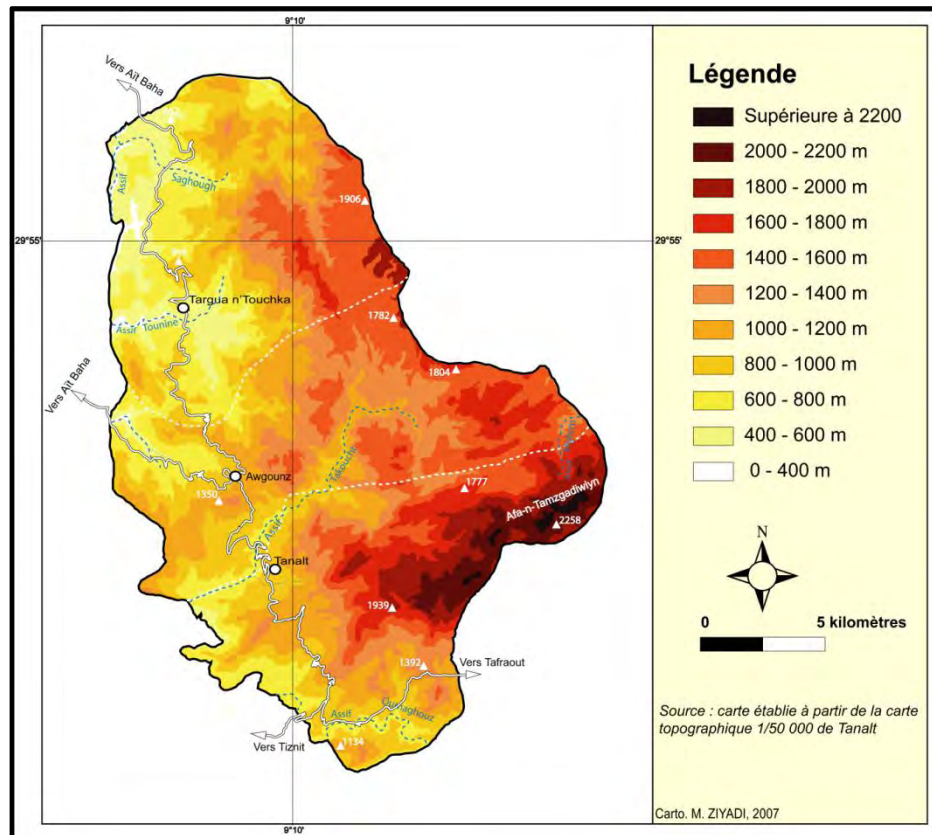 9°10'
Vers Aït Baha
Assif
Saghough
1906
29°55'
29°55'
Targua n'Touchka
Assif Tounine
1782
Vers Aït Baha
1804
Takoucht
Awgounz
1350
1777
Afa-n-Tamzgadiwiyn
2258
Assif
Tanalt
1939
1392
Vers Tafraout
Assif
Oumaghouz
Vers Tiznit
1134
9°10'
Légende
Supérieure à 2200
2000 - 2200 m
1800 - 2000 m
1600 - 1800 m
1400 - 1600 m
1200 - 1400 m
1000 - 1200 m
800 - 1000 m
600 - 800 m
400 - 600 m
0 - 400 m
N
0 5 kilomètres
Source : carte établie à partir de la carte
topographique 1/50 000 de Tanalt
Carto. M. ZIYADI, 2007